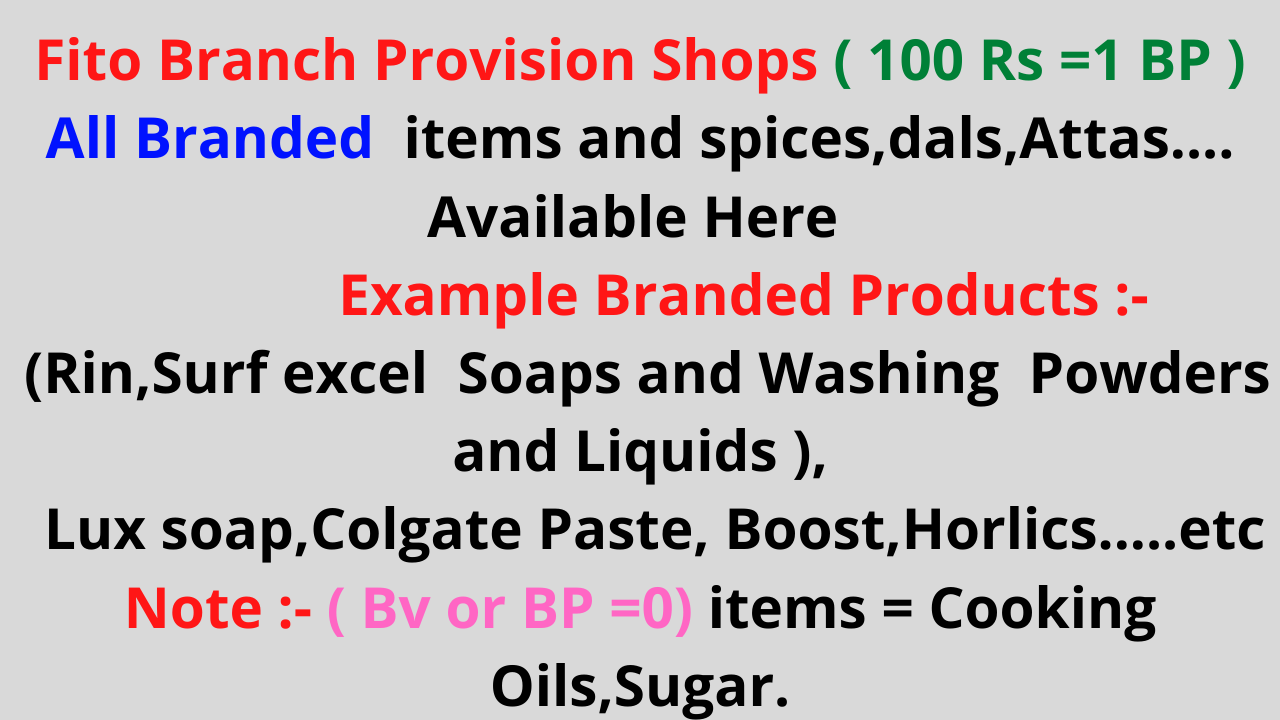 Fito Branch Provision Shops ( 100 Rs =1 BP )
All Branded items and spices,dals,Attas....
Available Here
Example Branded Products :-
(Rin,Surf excel Soaps and Washing Powders
and Liquids ),
Lux soap,Colgate Paste, Boost,Horlics.....etc
Note :- ( Bv or BP =0) items = Cooking
Oils,Sugar.